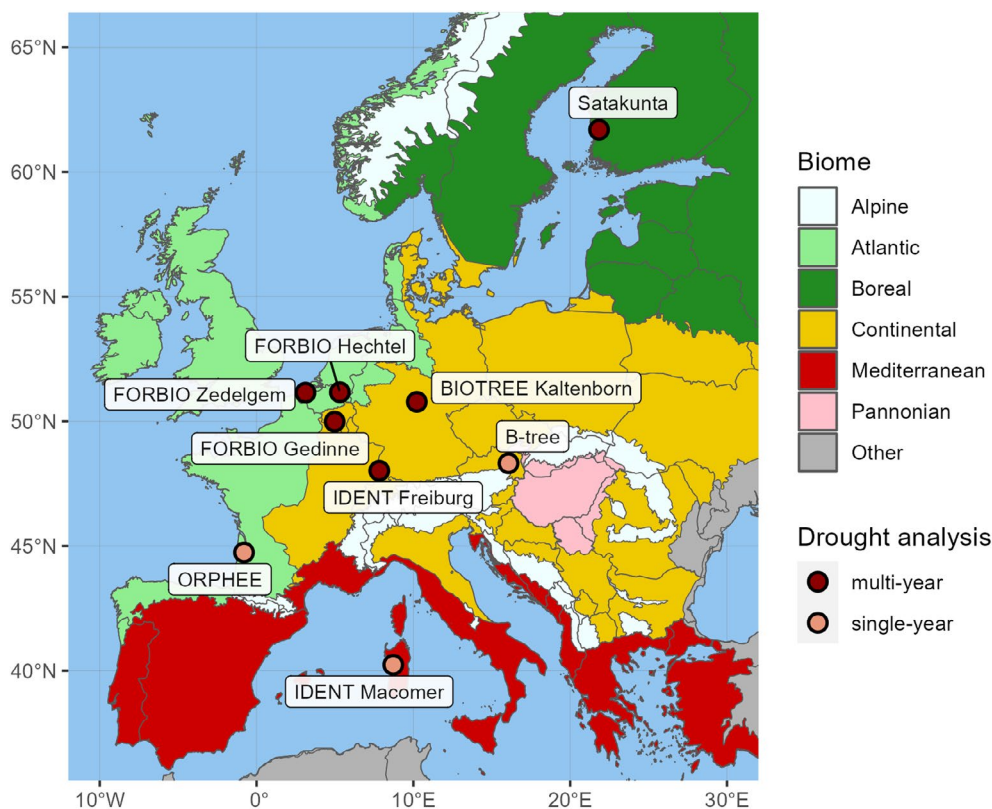 65°N
60°N
55°N
50°N
45°N
40°N
10°W
0°
10°E
20°E
30°E
Satakunta
FORBIO Hechtel
FORBIO Zedelgem
BIOTREE Kaltenborn
FORBIO Gedinne
B-tree
IDENT Freiburg
ORPHEE
IDENT Macomer
Biome
Alpine
Atlantic
Boreal
Continental
Mediterranean
Pannonian
Other
Drought analysis
multi-year
single-year